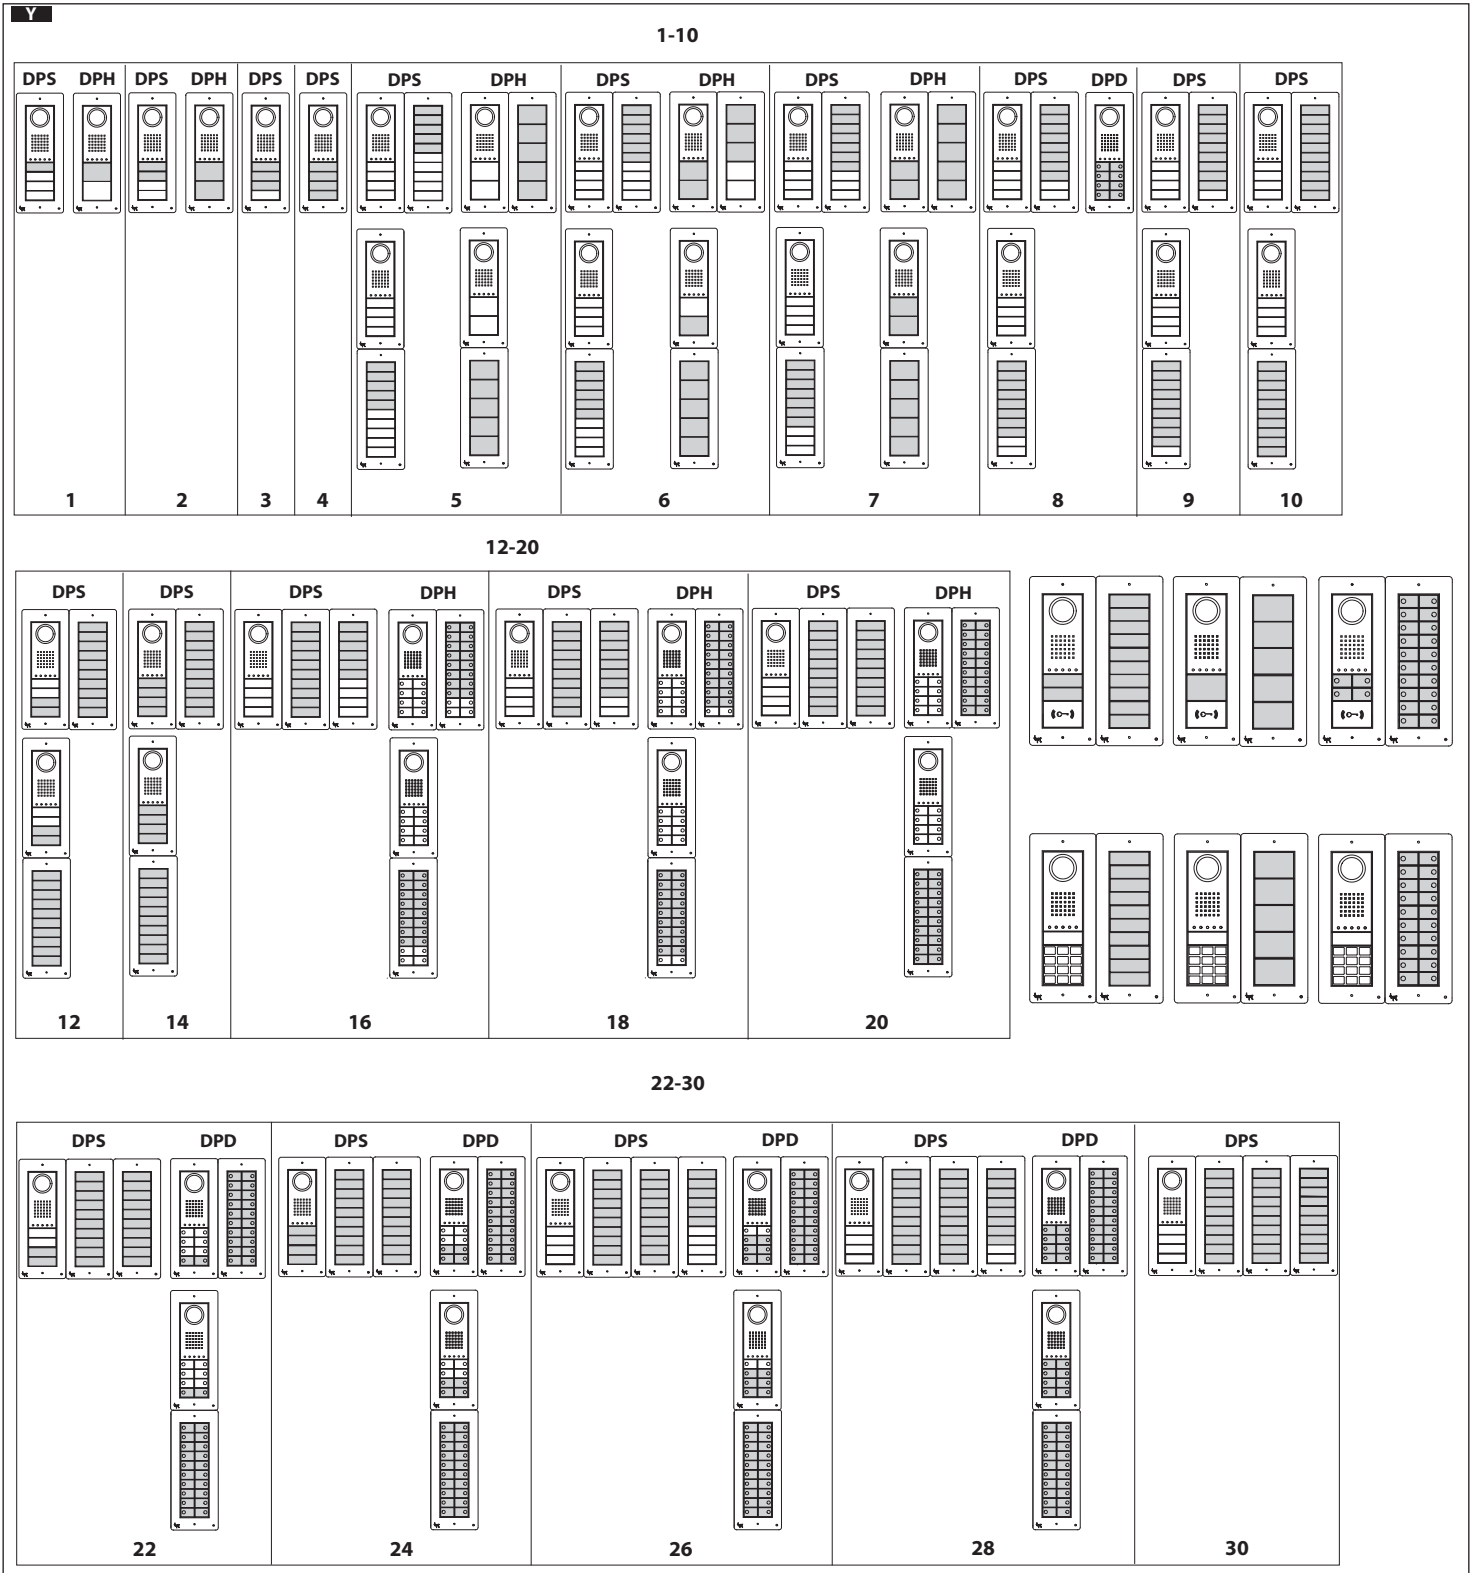 Y
1-10
DPS DPH DPS DPH DPS DPS DPS DPH DPS DPH DPS DPH DPS DPD DPS DPS
1 2 3 4 5 6 7 8 9 10
12-20
DPS DPS DPS DPH DPS DPH DPS DPH
12 14 16 18 20
22-30
DPS DPD DPS DPD DPS DPD DPS DPD DPS
22 24 26 28 30